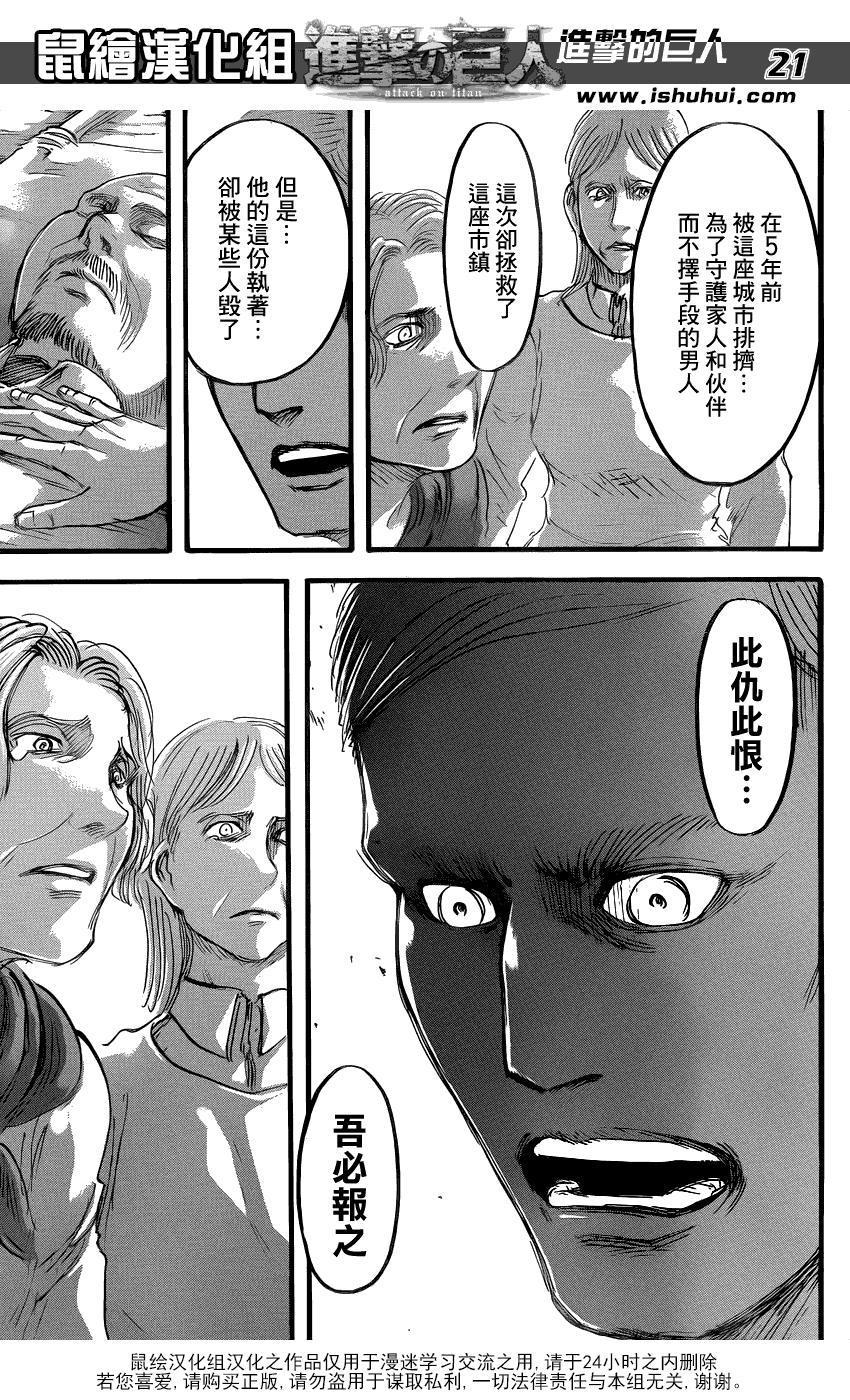 鼠繪漢化組
進撃の巨人
attack on titan
進撃的巨人
www.ishuhui.com
21
在5年前
被這座城市排擠…
為了守護家人和伙伴
而不擇手段的男人
這次卻拯救了
這座市鎮
但是…
他的這份執著…
卻被某些人毀了
此仇此恨…
吾必報之
鼠绘汉化组汉化之作品仅用于漫迷学习交流之用,请于24小时之内删除
若您喜爱,请购买正版,请勿盗用于谋取私利,一切法律责任与本组无关,谢谢。